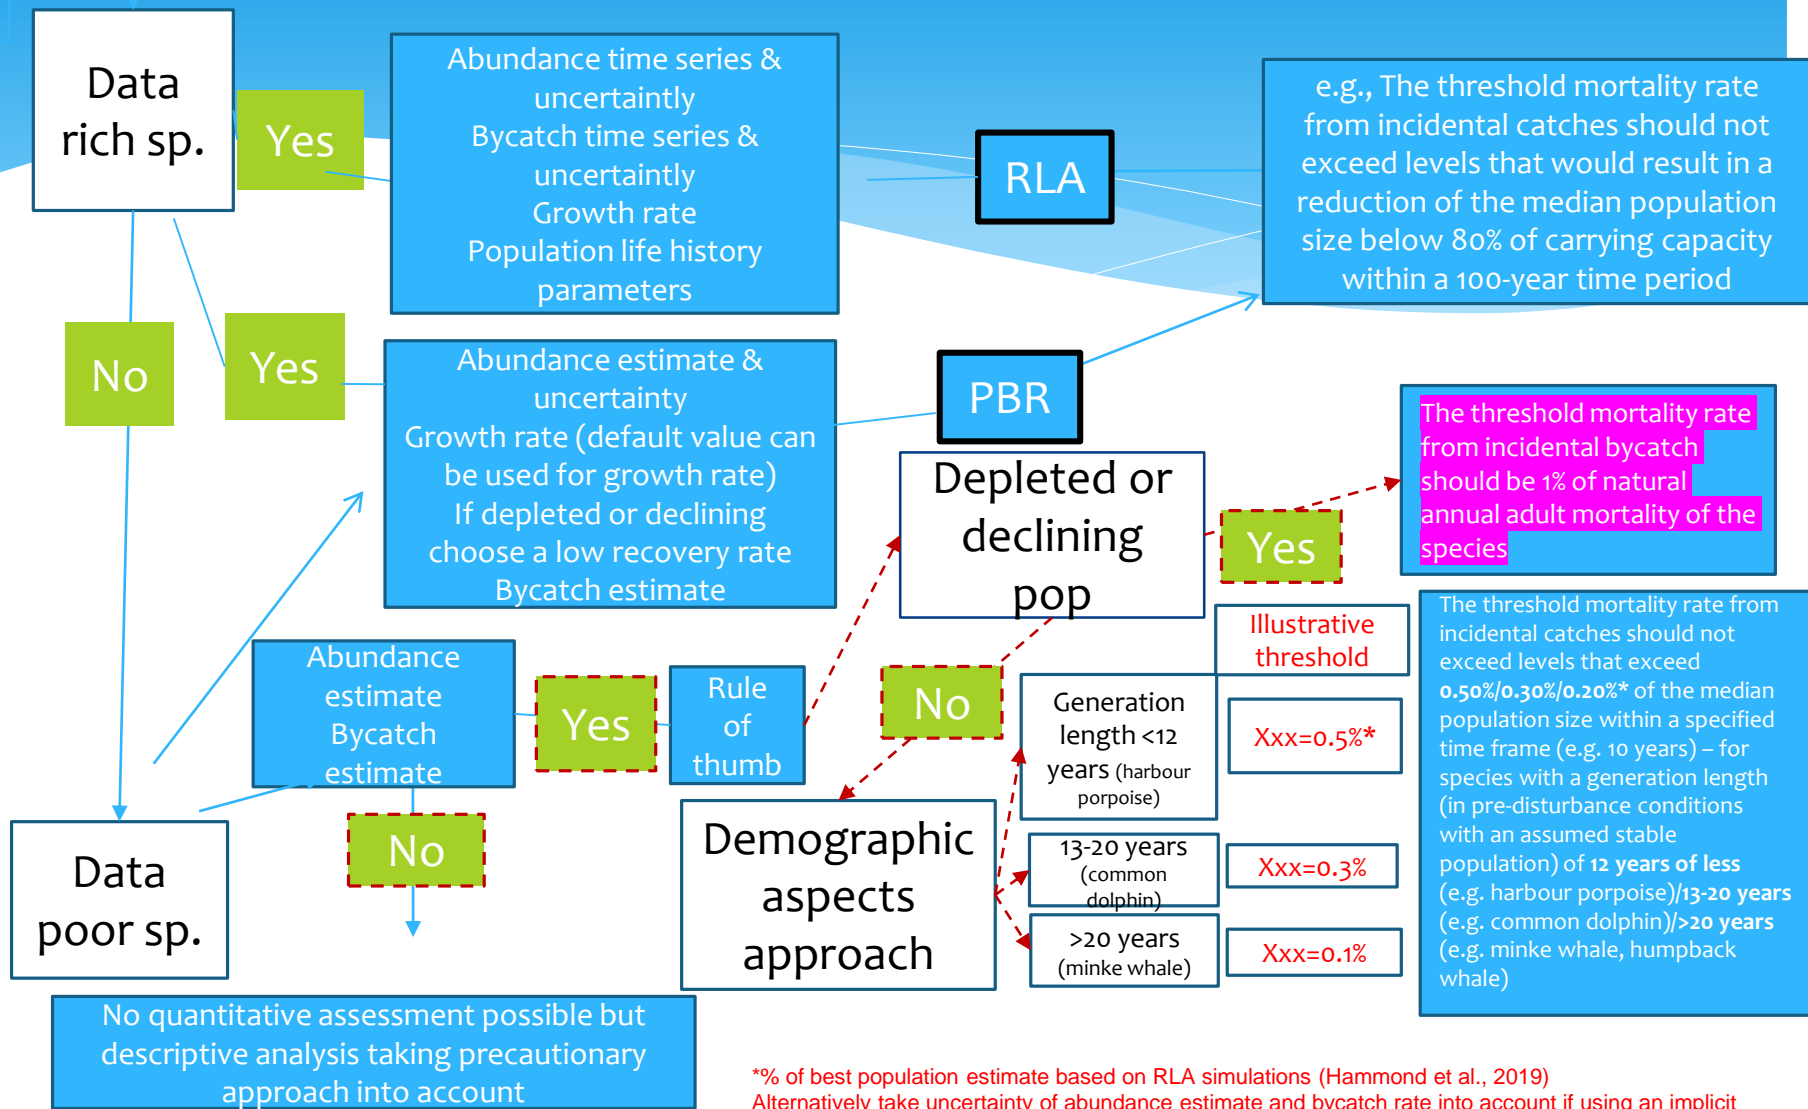 Data
rich sp.
Yes
Abundance time series &
uncertaintly
Bycatch time series &
uncertaintly
Growth rate
Population life history
parameters
RLA
e.g., The threshold mortality rate
from incidental catches should not
exceed levels that would result in a
reduction of the median population
size below 80% of carrying capacity
within a 100-year time period
No
Yes
Abundance estimate &
uncertainty
Growth rate (default value can
be used for growth rate)
If depleted or declining
choose a low recovery rate
Bycatch estimate
PBR
Depleted or
declining
pop
Yes
The threshold mortality rate
from incidental bycatch
should be 1% of natural
annual adult mortality of the
species
Abundance
estimate
Bycatch
estimate
Yes
Rule
of
thumb
No
No
Data
poor sp.
Demographic
aspects
approach
Illustrative
threshold
Generation
length <12
years (harbour
porpoise)
Xxx=0.5%*
13-20 years
(common
dolphin)
Xxx=0.3%
>20 years
(minke whale)
Xxx=0.1%
The threshold mortality rate from
incidental catches should not
exceed levels that exceed
0.50%/0.30%/0.20%* of the median
population size within a specified
time frame (e.g. 10 years) – for
species with a generation length
(in pre-disturbance conditions
with an assumed stable
population) of 12 years of less
(e.g. harbour porpoise)/13-20 years
(e.g. common dolphin)/>20 years
(e.g. minke whale, humpback
whale)
No quantitative assessment possible but
descriptive analysis taking precautionary
approach into account
*% of best population estimate based on RLA simulations (Hammond et al., 2019)
Alternatively take uncertainty of abundance estimate and bycatch rate into account if using an implicit